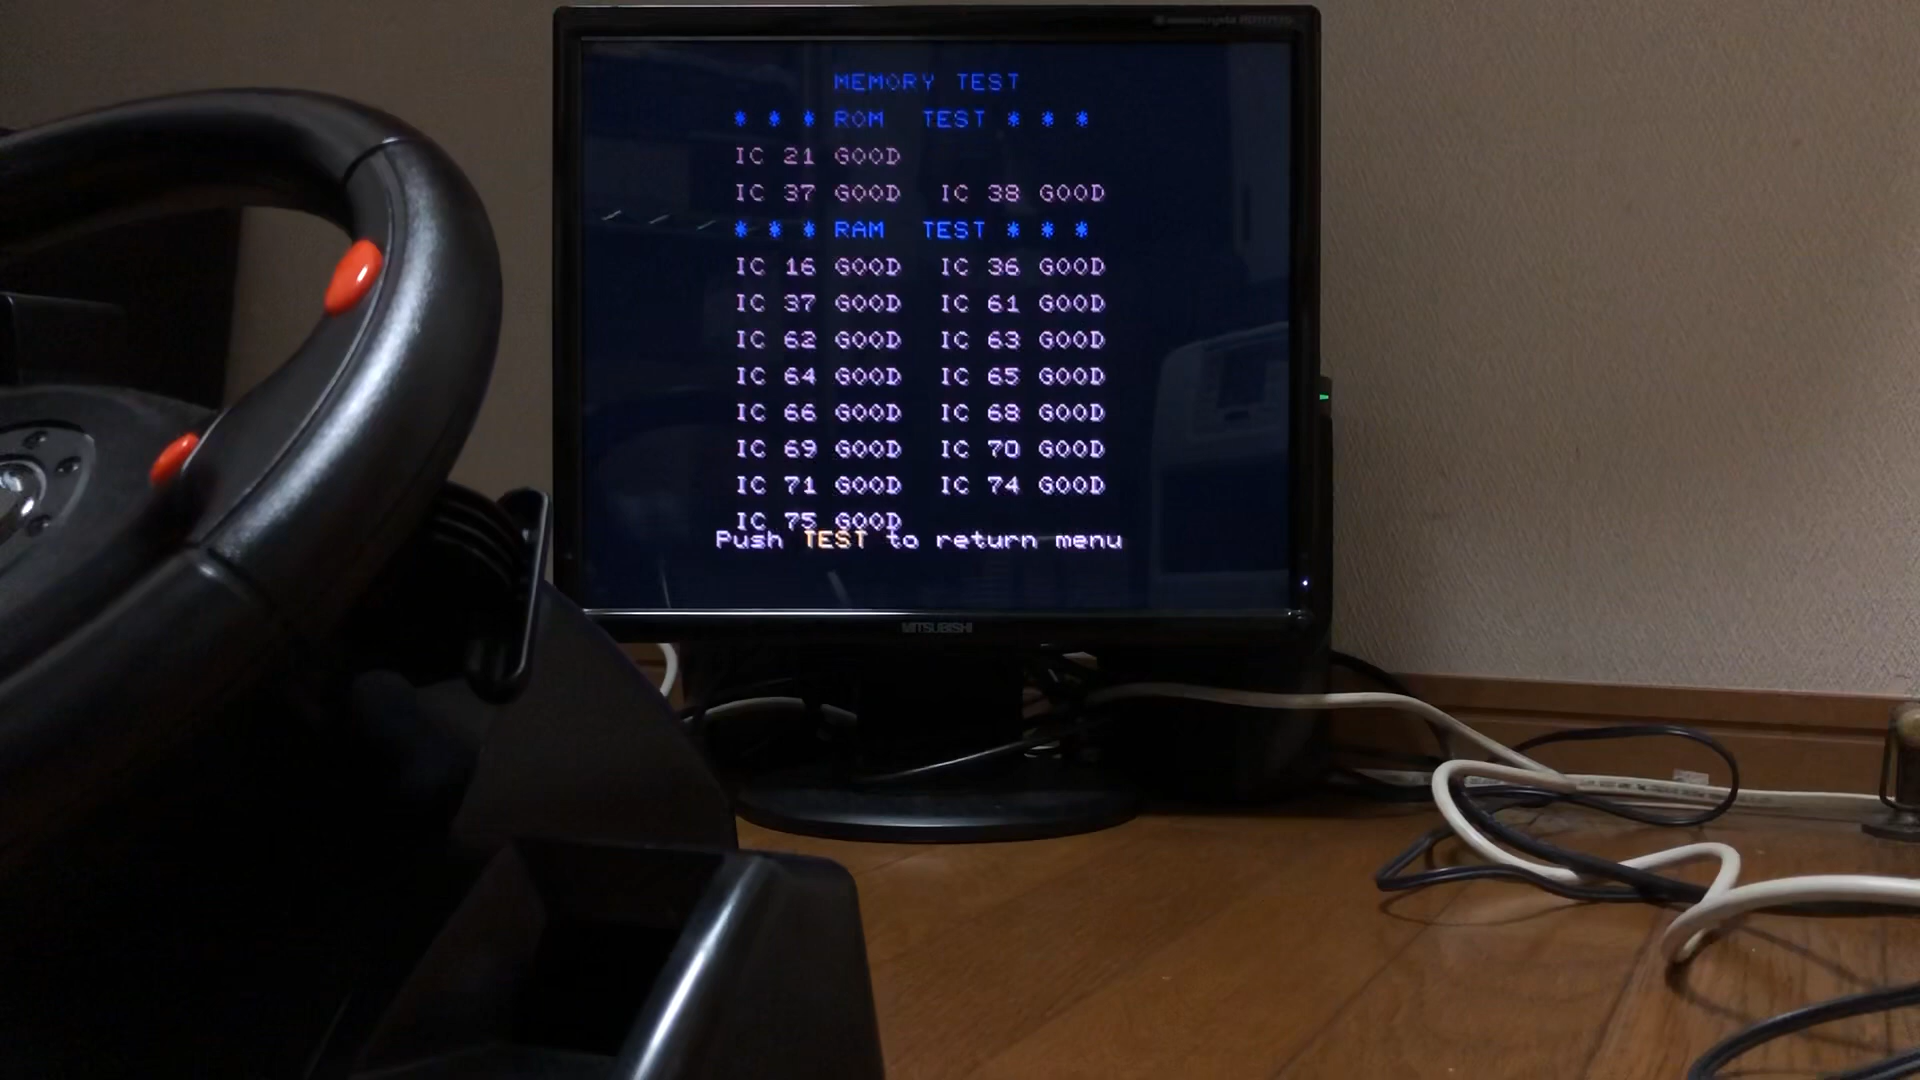 MEMORY TEST
* * * ROM TEST * * *
IC 21 GOOD
IC 37 GOOD IC 38 GOOD
* * * RAM TEST * * *
IC 16 GOOD IC 36 GOOD
IC 37 GOOD IC 61 GOOD
IC 62 GOOD IC 63 GOOD
IC 64 GOOD IC 65 GOOD
IC 66 GOOD IC 68 GOOD
IC 69 GOOD IC 70 GOOD
IC 71 GOOD IC 74 GOOD
IC 75 GOOD
Push TEST to return menu
MITSUBISHI